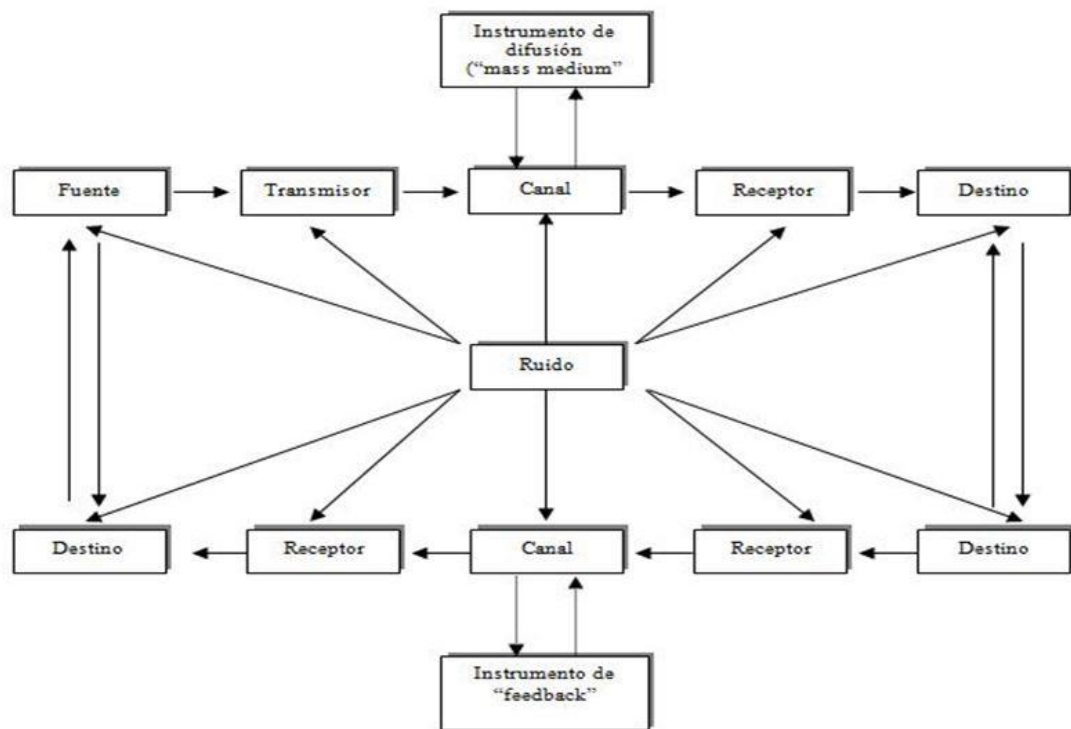 Instrumento de
difusión
(“mass medium”
Fuente
Transmisor
Canal
Receptor
Destino
Ruido
Destino
Receptor
Canal
Receptor
Destino
Instrumento de
“feedback”